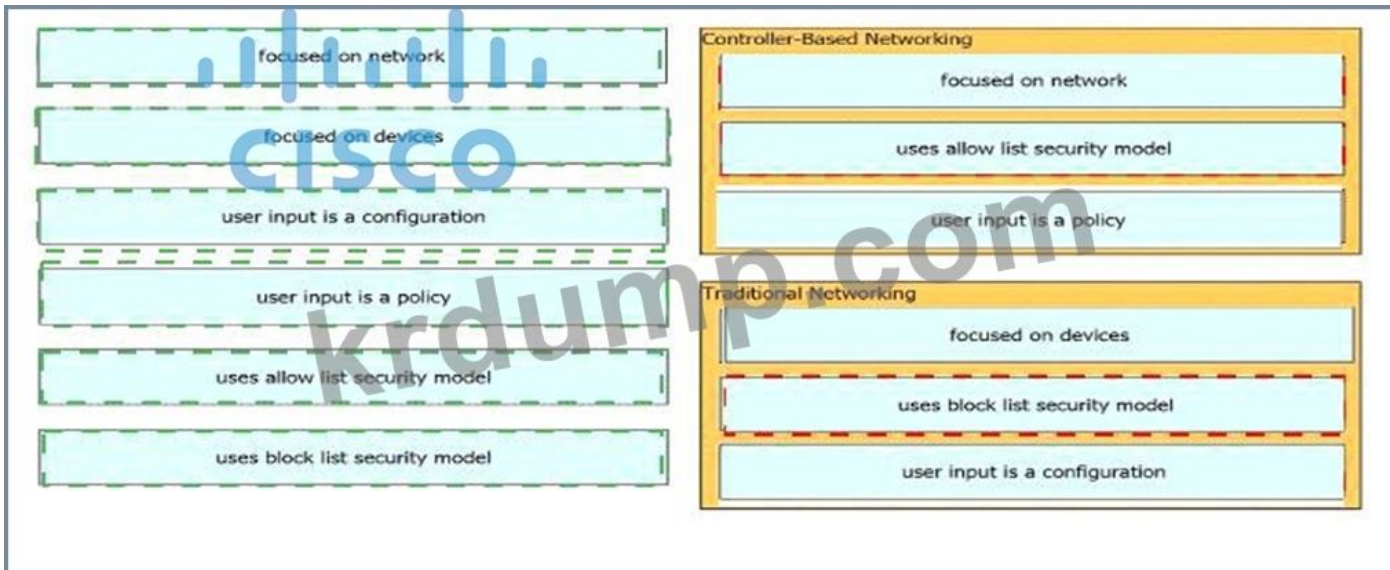 focused on network
focused on devices
user input is a configuration
user input is a policy
uses allow list security model
uses block list security model
CISCO
Controller-Based Networking
focused on network
uses allow list security model
user input is a policy
Traditional Networking
focused on devices
uses block list security model
user input is a configuration
krdump.com